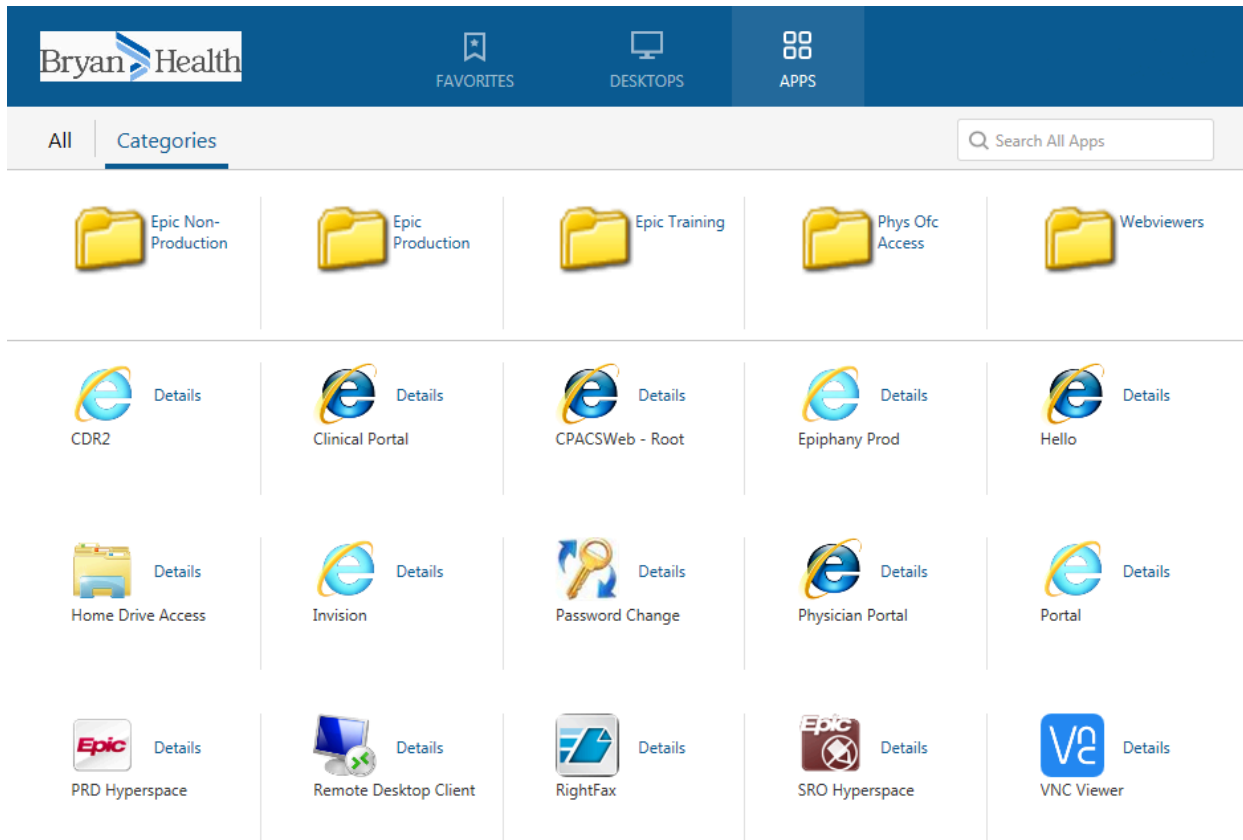 Bryan Health
FAVORITES
DESKTOPS
APPS
All
Categories
Search All Apps
Epic Non-
Production
Epic
Production
Epic Training
Phys Ofc
Access
Webviewers
Details
CDR2
Details
Clinical Portal
Details
CPACSWeb - Root
Details
Epiphany Prod
Details
Hello
Details
Home Drive Access
Details
Invision
Details
Password Change
Details
Physician Portal
Details
Portal
Epic
Details
PRD Hyperspace
Details
Remote Desktop Client
Details
RightFax
Epic
Details
SRO Hyperspace
Details
VNC Viewer